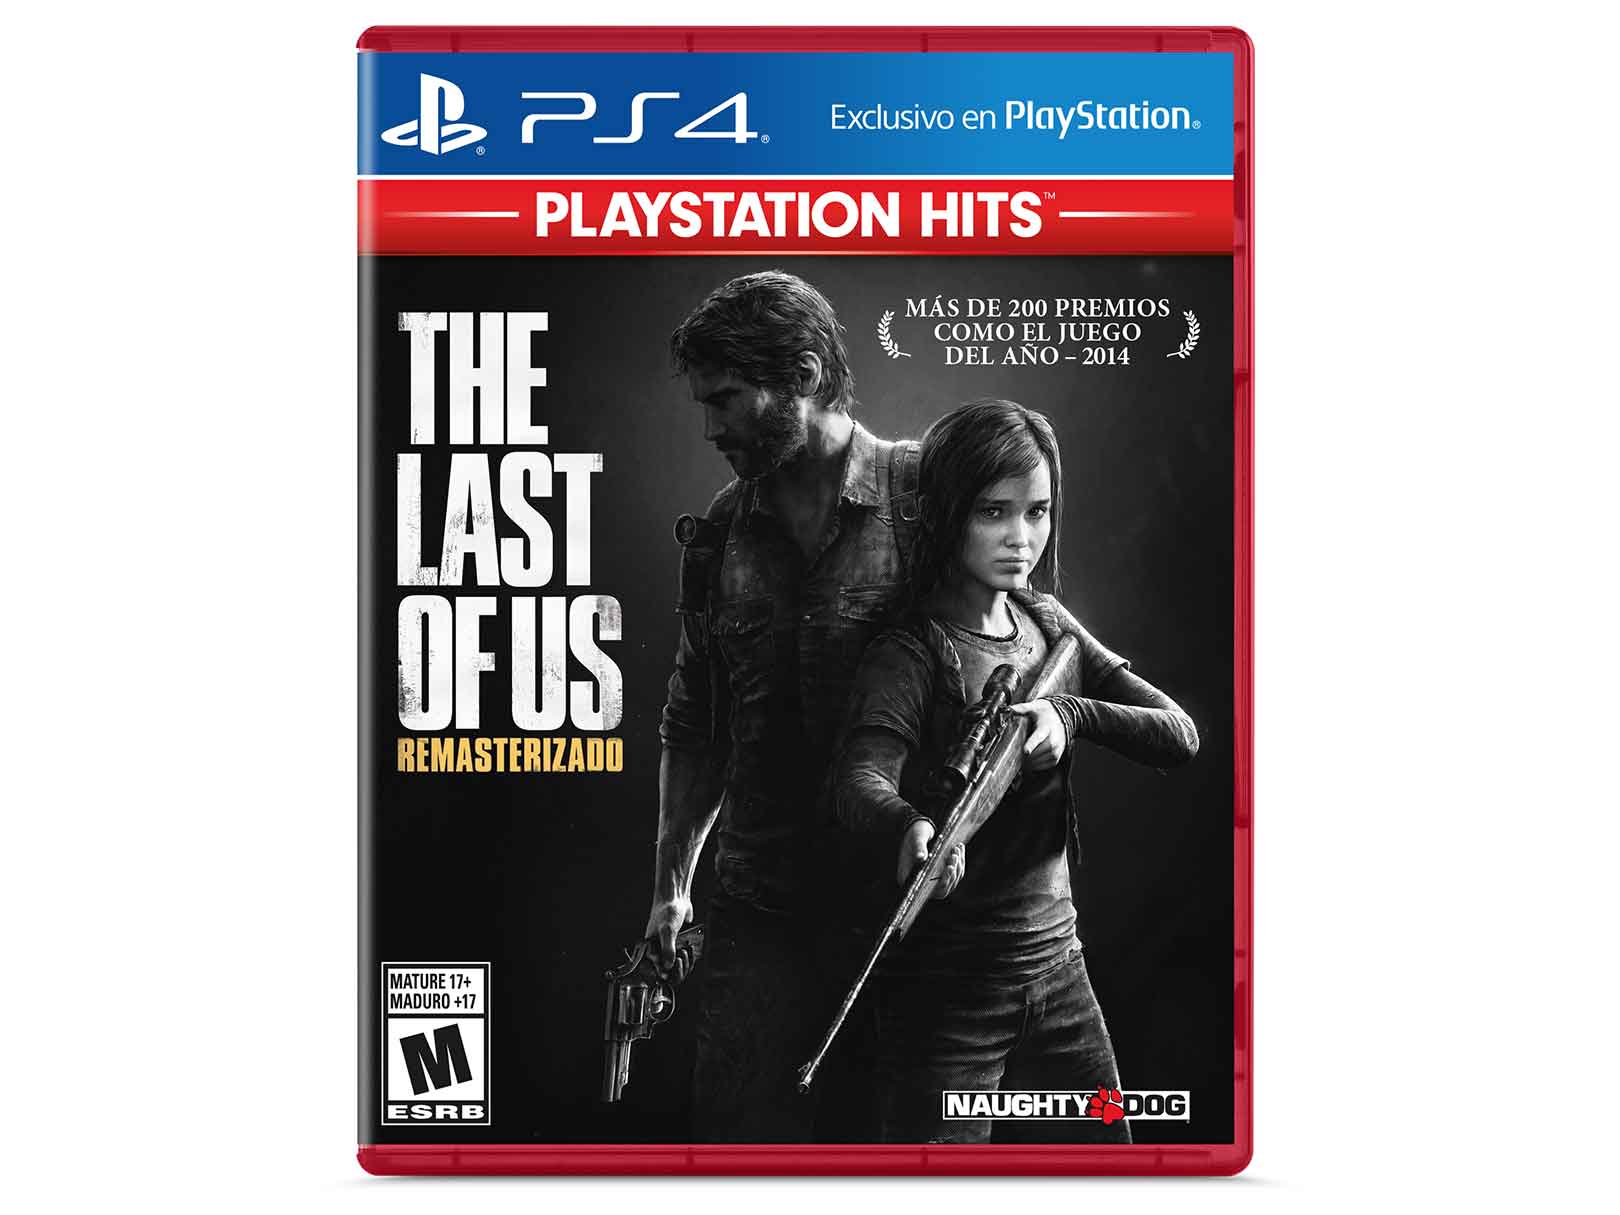 PS4®
Exclusivo en PlayStation®
PLAYSTATION HITS™
MÁS DE 200 PREMIOS
COMO EL JUEGO
DEL AÑO – 2014
THE
LAST
OF US
REMASTERIZADO
MATURE 17+
MADURO +17
M
ESRB
NAUGHTY DOG